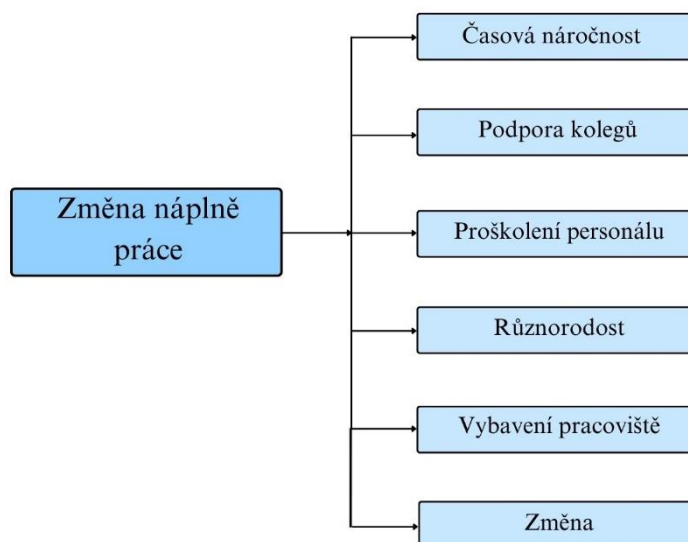 Časová náročnost
Podpora kolegů
Změna náplně
práce
Proškolení personálu
Různorodost
Vybavení pracoviště
Změna